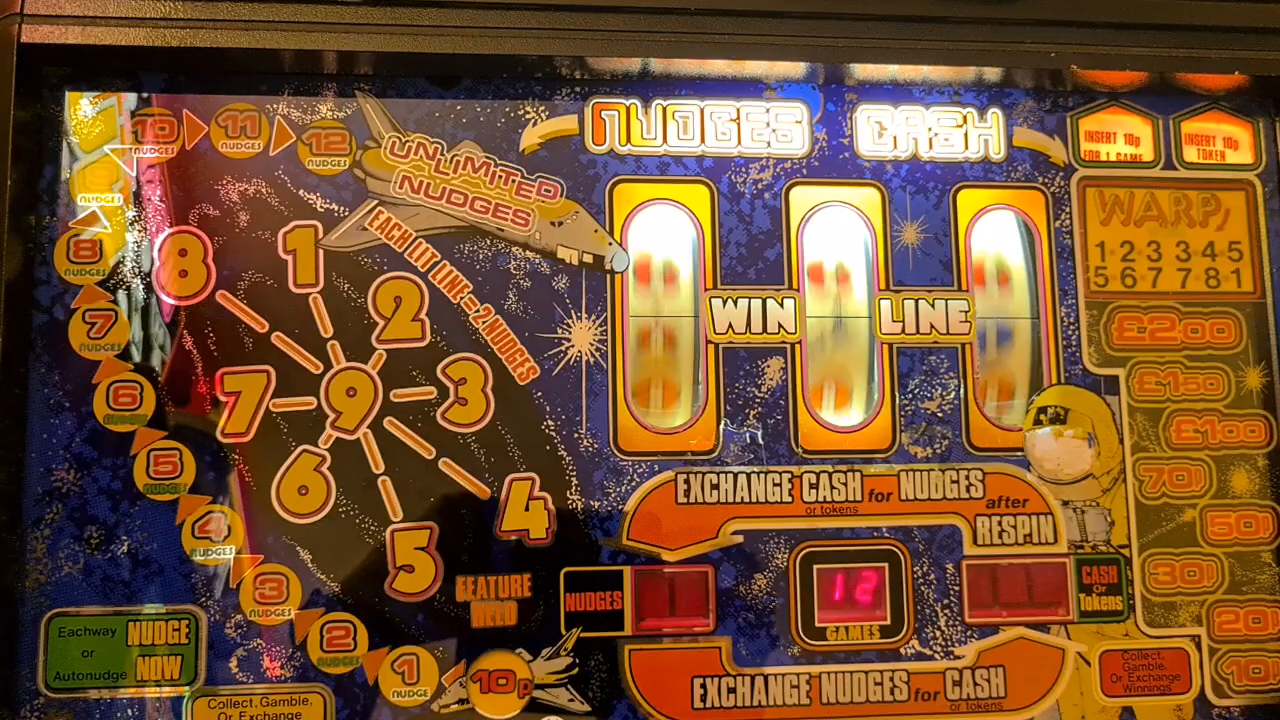 NUDGES CASH
INSERT 10p
FOR 1 GAME
INSERT 10p
TOKEN
10
NUDGES
11
NUDGES
12
NUDGES
UNLIMITED
NUDGES
EACH LIT LINE = 2 NUDGES
NUDGES
8
NUDGES
7
NUDGES
6
5
NUDGES
4
NUDGES
3
NUDGES
2
NUDGES
1
NUDGE
10p
8
1
2
7
9
3
6
5
4
WIN LINE
WARP
1 2 3 3 4 5
5 6 7 7 8 1
£2.00
£1.50
£1.00
70p
50p
30p
20p
10p
EXCHANGE CASH for NUDGES
or tokens
after
RESPIN
FEATURE
NUDGES
12
GAMES
CASH
Or
Tokens
EXCHANGE NUDGES for CASH
or tokens
Eachway
or
Autonudge
NUDGE
NOW
Collect, Gamble,
Or Exchange
Collect,
Gamble,
Or Exchange
Winnings